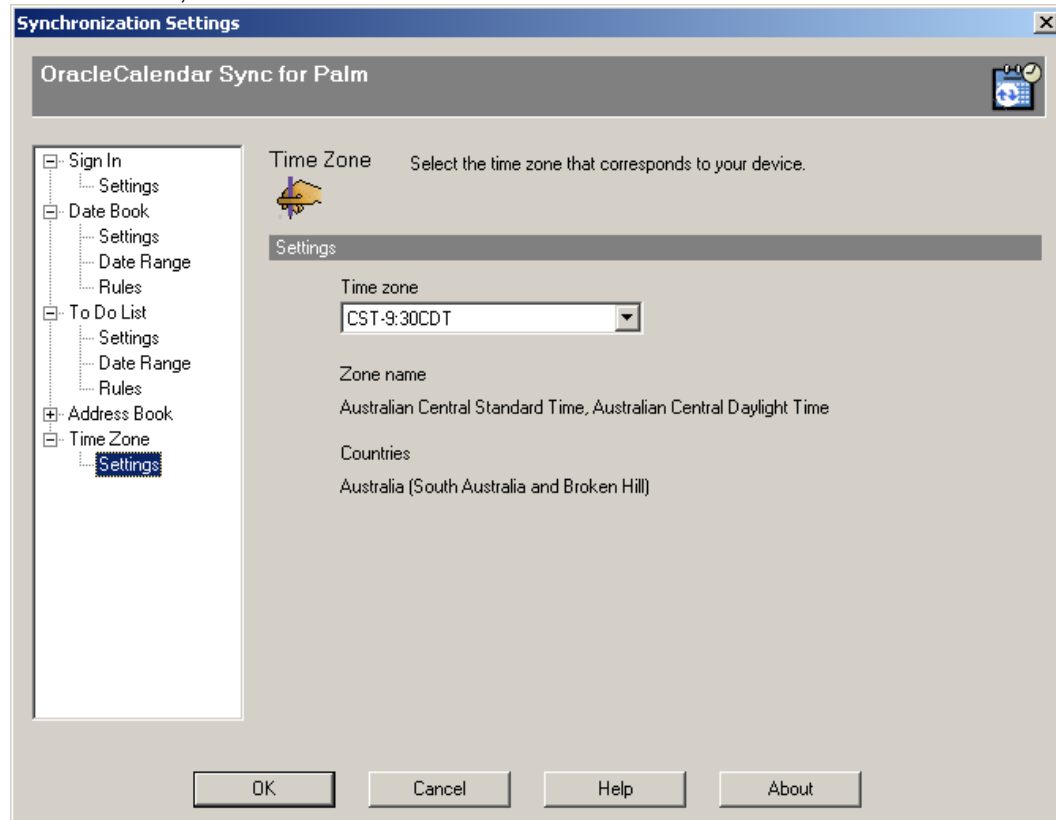 Synchronization Settings
OracleCalendar Sync for Palm
Sign In
Settings
Date Book
Settings
Date Range
Rules
To Do List
Settings
Date Range
Rules
Address Book
Time Zone
Settings
Time Zone
Select the time zone that corresponds to your device.
Settings
Time zone
CST-9:30CDT
Zone name
Australian Central Standard Time, Australian Central Daylight Time
Countries
Australia (South Australia and Broken Hill)
OK
Cancel
Help
About